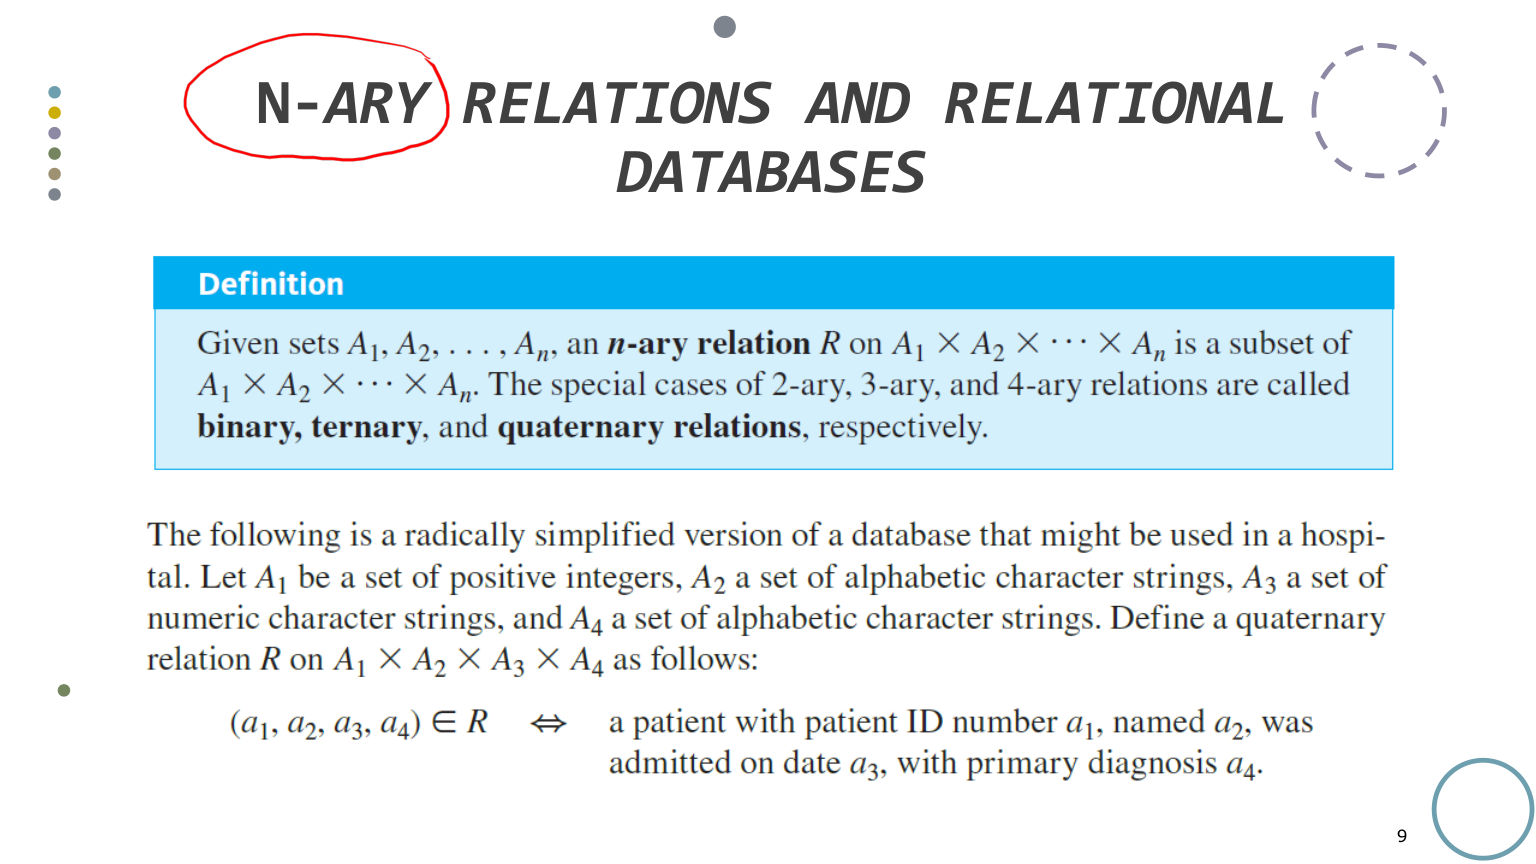 N-ARY RELATIONS AND RELATIONAL
DATABASES
Definition
Given sets A₁, A₂, . . . , Aₙ, an n-ary relation R on A₁ × A₂ × ··· × Aₙ is a subset of
A₁ × A₂ × ··· × Aₙ. The special cases of 2-ary, 3-ary, and 4-ary relations are called
binary, ternary, and quaternary relations, respectively.
The following is a radically simplified version of a database that might be used in a hospi-
tal. Let A₁ be a set of positive integers, A₂ a set of alphabetic character strings, A₃ a set of
numeric character strings, and A₄ a set of alphabetic character strings. Define a quaternary
relation R on A₁ × A₂ × A₃ × A₄ as follows:
(a₁, a₂, a₃, a₄) ∈ R ⇔ a patient with patient ID number a₁, named a₂, was
admitted on date a₃, with primary diagnosis a₄.
9